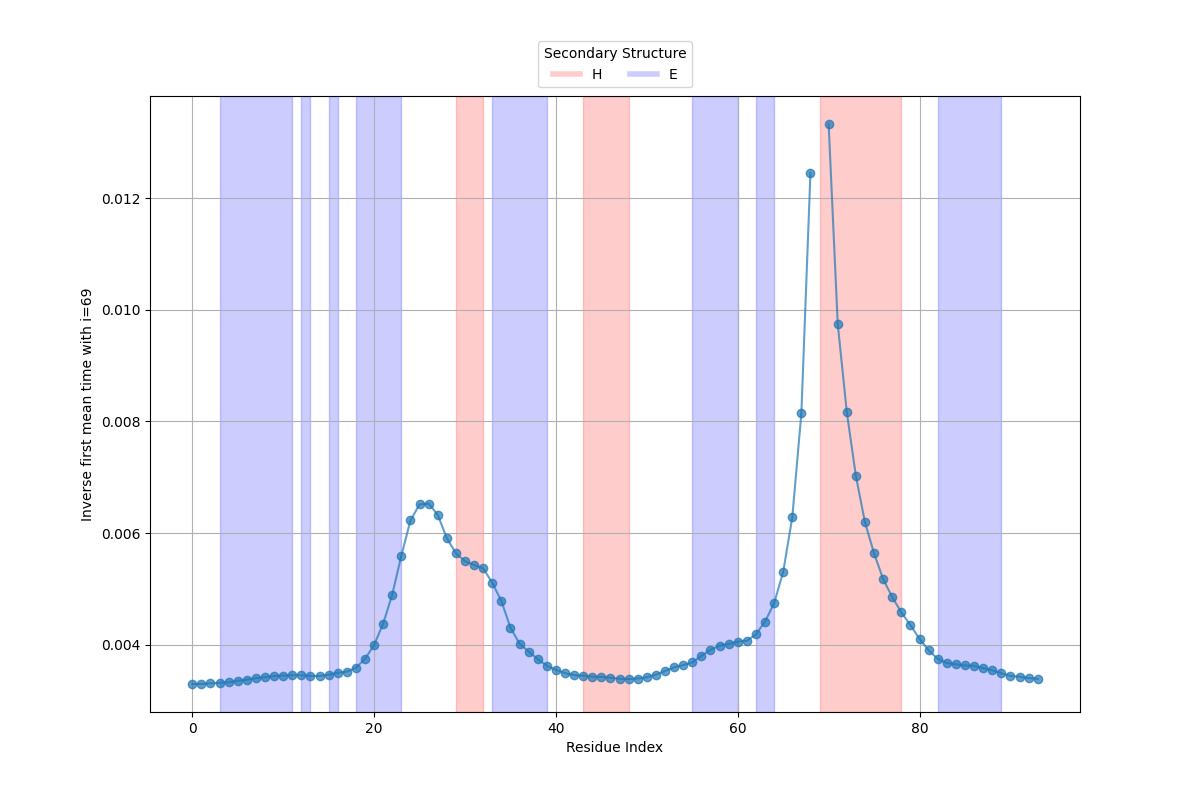 Secondary Structure
H E
0.012
0.010
0.008
0.006
0.004
Inverse first mean time with i=69
0 20 40 60 80
Residue Index